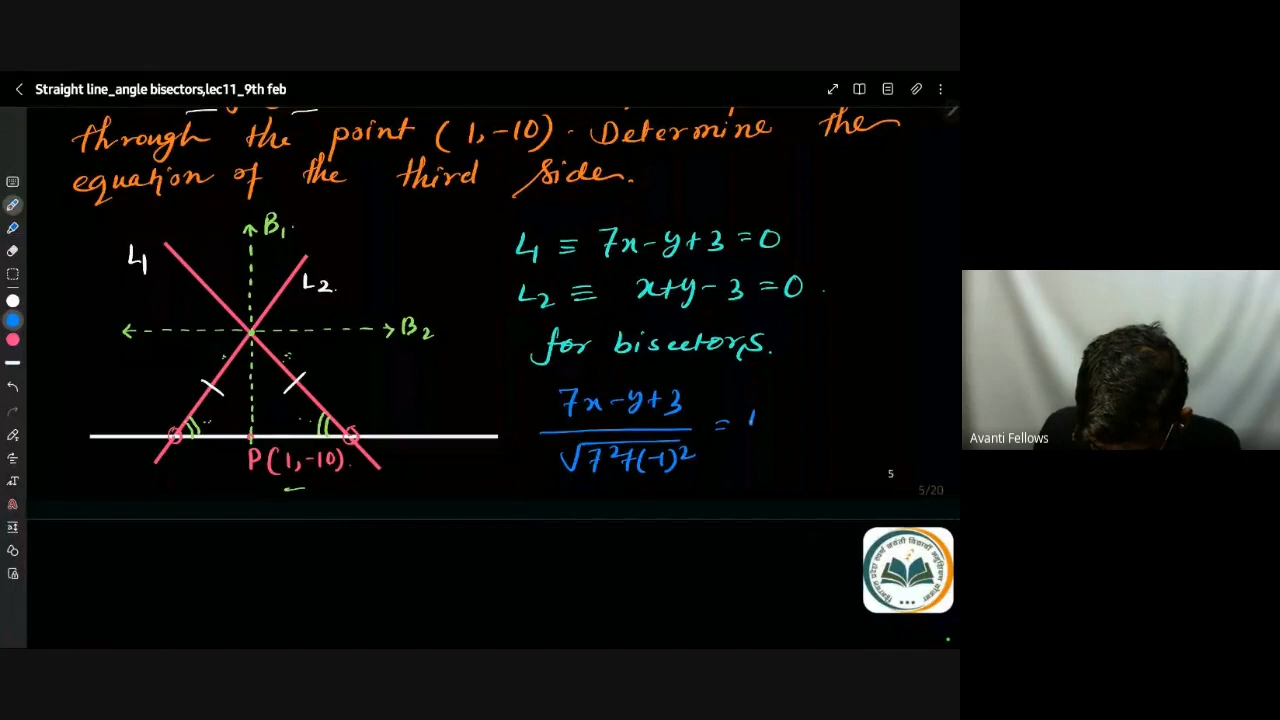 Straight line_angle bisectors,lec11_9th feb
through the point (1,-10). Determine the
equation of the third side.
B₁
L₁
L₂
B₂
P(1,-10)
L₁ ≡ 7x-y+3=0
L₂ ≡ x+y-3=0
for bisectors.
7x-y+3
=
√7²+(-1)²
5
5/20
Avanti Fellows